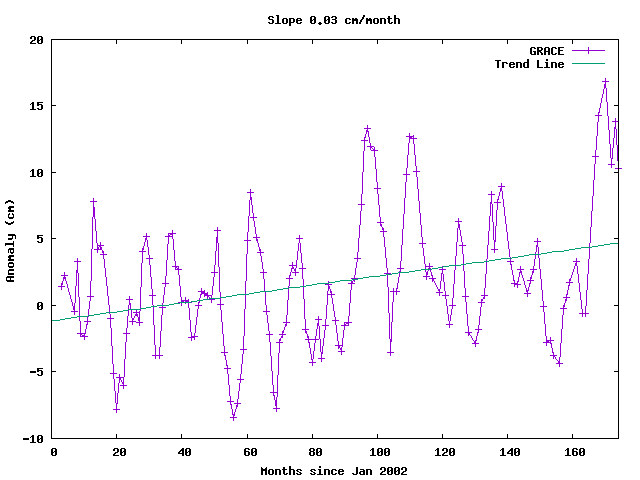 Slope 0.03 cm/month
GRACE
Trend Line
20
15
10
5
0
-5
-10
Anomaly (cm)
0 20 40 60 80 100 120 140 160
Months since Jan 2002